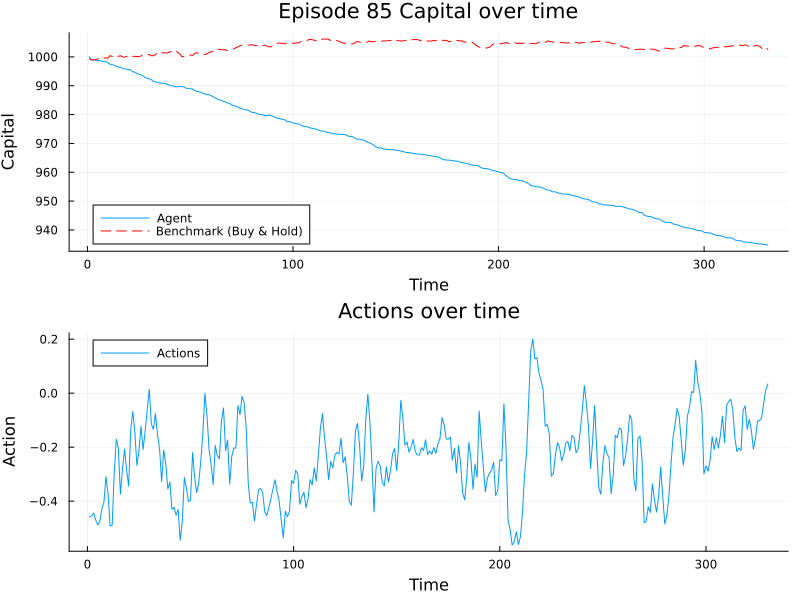 Episode 85 Capital over time
1000
990
980
970
960
950
940
Capital
Agent
Benchmark (Buy & Hold)
0 100 200 300
Time
Actions over time
0.2
0.0
−0.2
−0.4
Action
Actions
0 100 200 300
Time